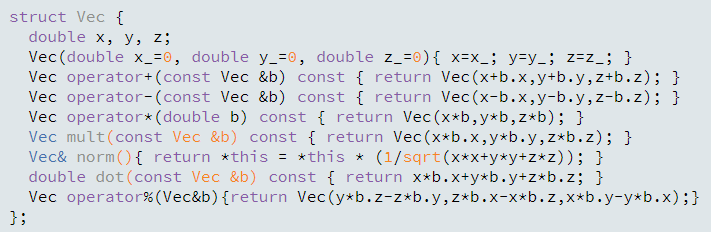 struct Vec {
  double x, y, z;
  Vec(double x_=0, double y_=0, double z_=0){ x=x_; y=y_; z=z_; }
  Vec operator+(const Vec &b) const { return Vec(x+b.x,y+b.y,z+b.z); }
  Vec operator-(const Vec &b) const { return Vec(x-b.x,y-b.y,z-b.z); }
  Vec operator*(double b) const { return Vec(x*b,y*b,z*b); }
  Vec mult(const Vec &b) const { return Vec(x*b.x,y*b.y,z*b.z); }
  Vec& norm(){ return *this = *this * (1/sqrt(x*x+y*y+z*z)); }
  double dot(const Vec &b) const { return x*b.x+y*b.y+z*b.z; }
  Vec operator%(Vec&b){return Vec(y*b.z-z*b.y,z*b.x-x*b.z,x*b.y-y*b.x);}
};